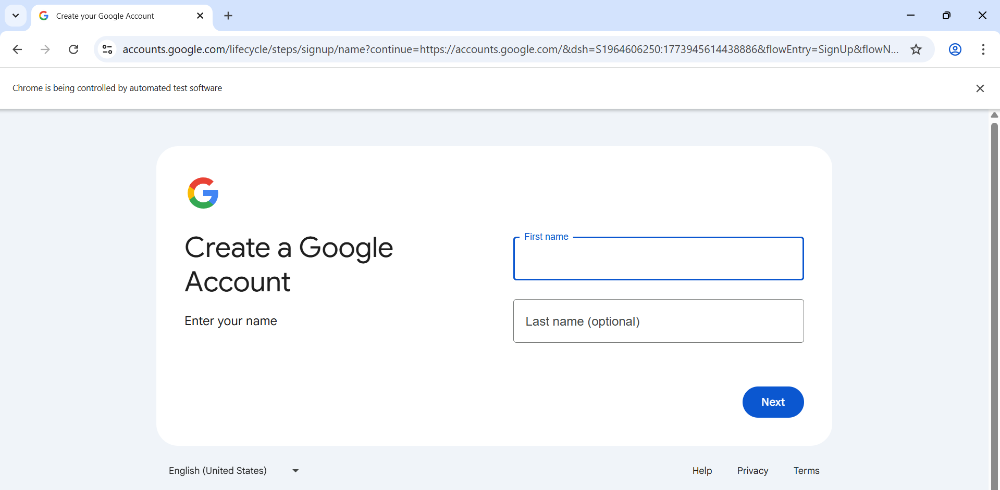 Create your Google Account
accounts.google.com/lifecycle/steps/signup/name?continue=https://accounts.google.com/&dsh=S1964606250:1773945614438886&flowEntry=SignUp&flowN...
Chrome is being controlled by automated test software
Create a Google
Account
Enter your name
First name
Last name (optional)
Next
English (United States)
Help
Privacy
Terms